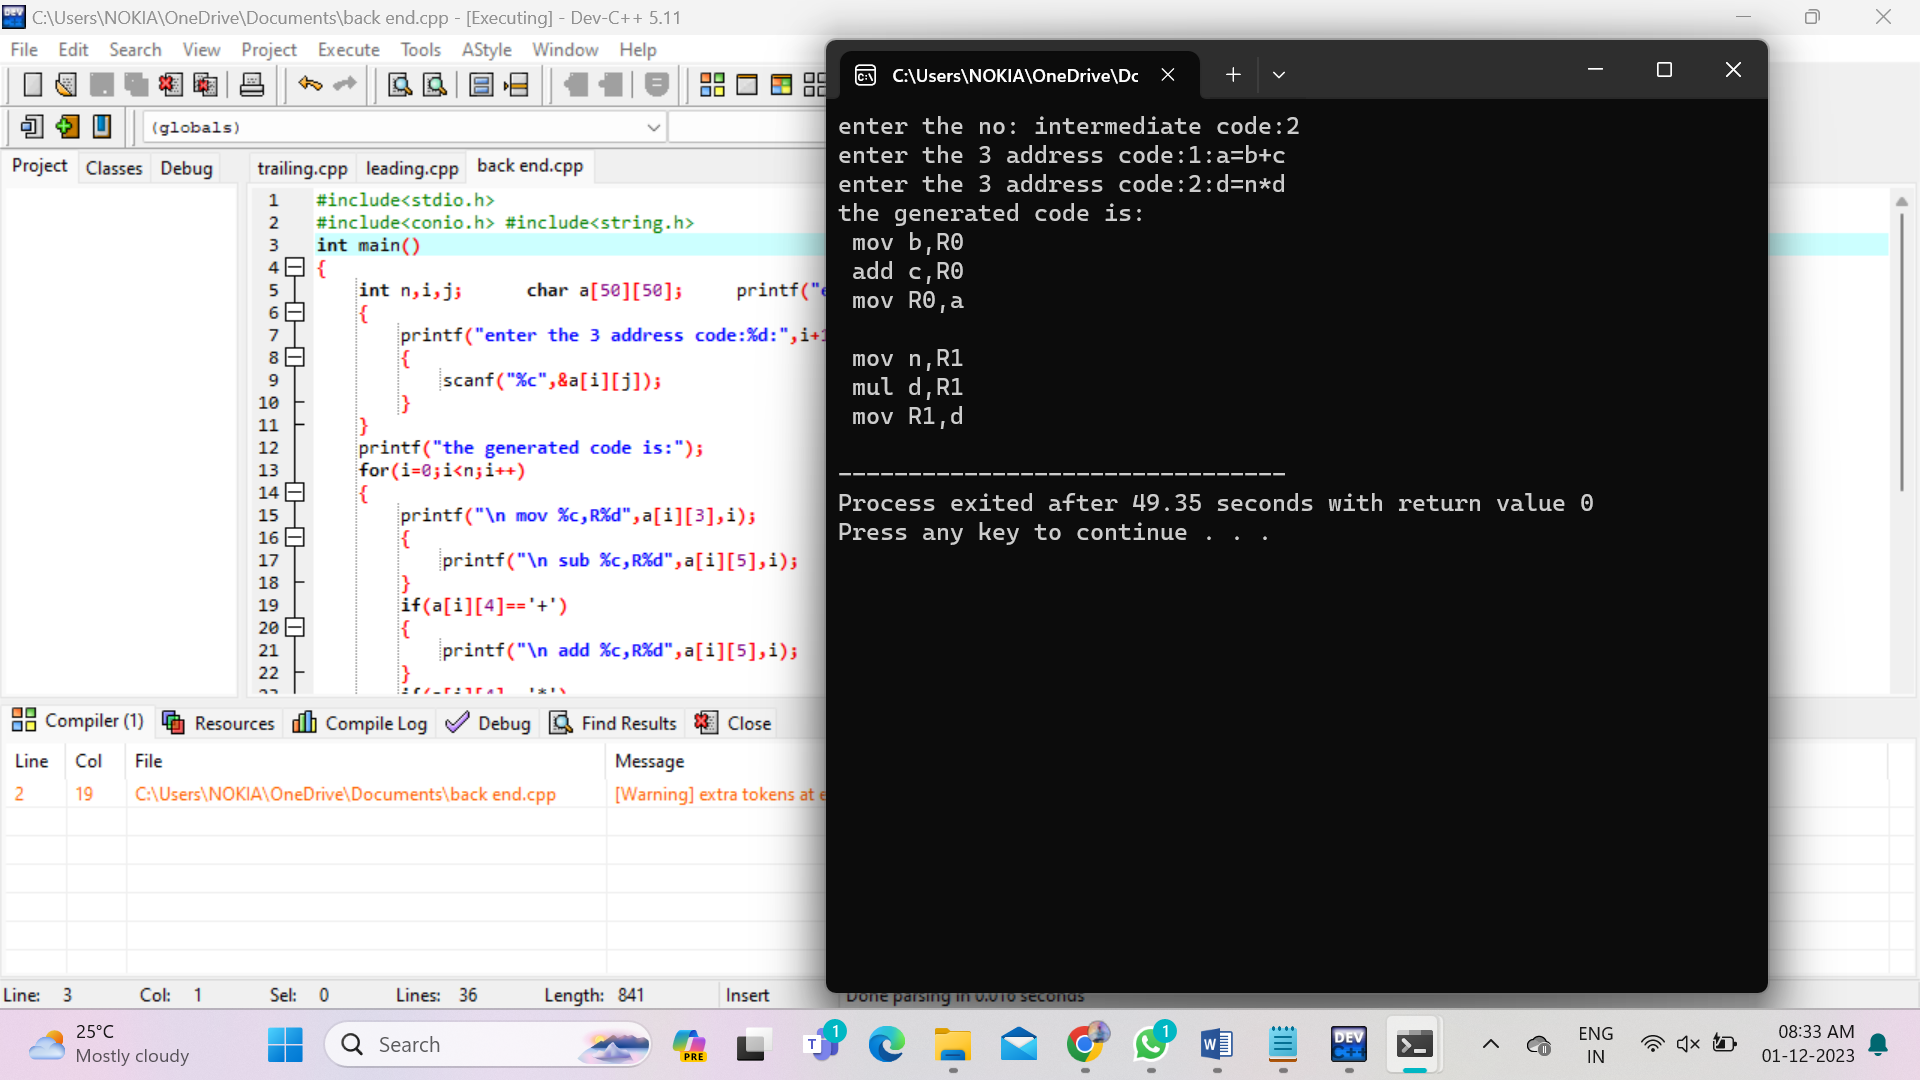 C:\Users\NOKIA\OneDrive\Documents\back end.cpp - [Executing] - Dev-C++ 5.11
File Edit Search View Project Execute Tools AStyle Window Help
(globals)
Project Classes Debug
trailing.cpp leading.cpp back end.cpp
1 #include<stdio.h>
2 #include<conio.h> #include<string.h>
3 int main()
4 {
5 int n,i,j; char a[50][50]; printf("
6 {
7 printf("enter the 3 address code:%d:",i+
8 {
9 scanf("%c",&a[i][j]);
10 }
11 }
12 printf("the generated code is:");
13 for(i=0;i<n;i++)
14 {
15 printf("\n mov %c,R%d",a[i][3],i);
16 {
17 printf("\n sub %c,R%d",a[i][5],i);
18 }
19 if(a[i][4]=='+')
20 {
21 printf("\n add %c,R%d",a[i][5],i);
22 }
C:\Users\NOKIA\OneDrive\Dc
enter the no: intermediate code:2
enter the 3 address code:1:a=b+c
enter the 3 address code:2:d=n*d
the generated code is:
mov b,R0
add c,R0
mov R0,a
mov n,R1
mul d,R1
mov R1,d
--------------------------------
Process exited after 49.35 seconds with return value 0
Press any key to continue . . .
Compiler (1) Resources Compile Log Debug Find Results Close
Line Col File Message
2 19 C:\Users\NOKIA\OneDrive\Documents\back end.cpp [Warning] extra tokens at
Line: 3 Col: 1 Sel: 0 Lines: 36 Length: 841 Insert Done parsing in 0.016 seconds
25°C
Mostly cloudy
Search
PRE
T 1
1
W
DEV
C++
ENG
IN
08:33 AM
01-12-2023